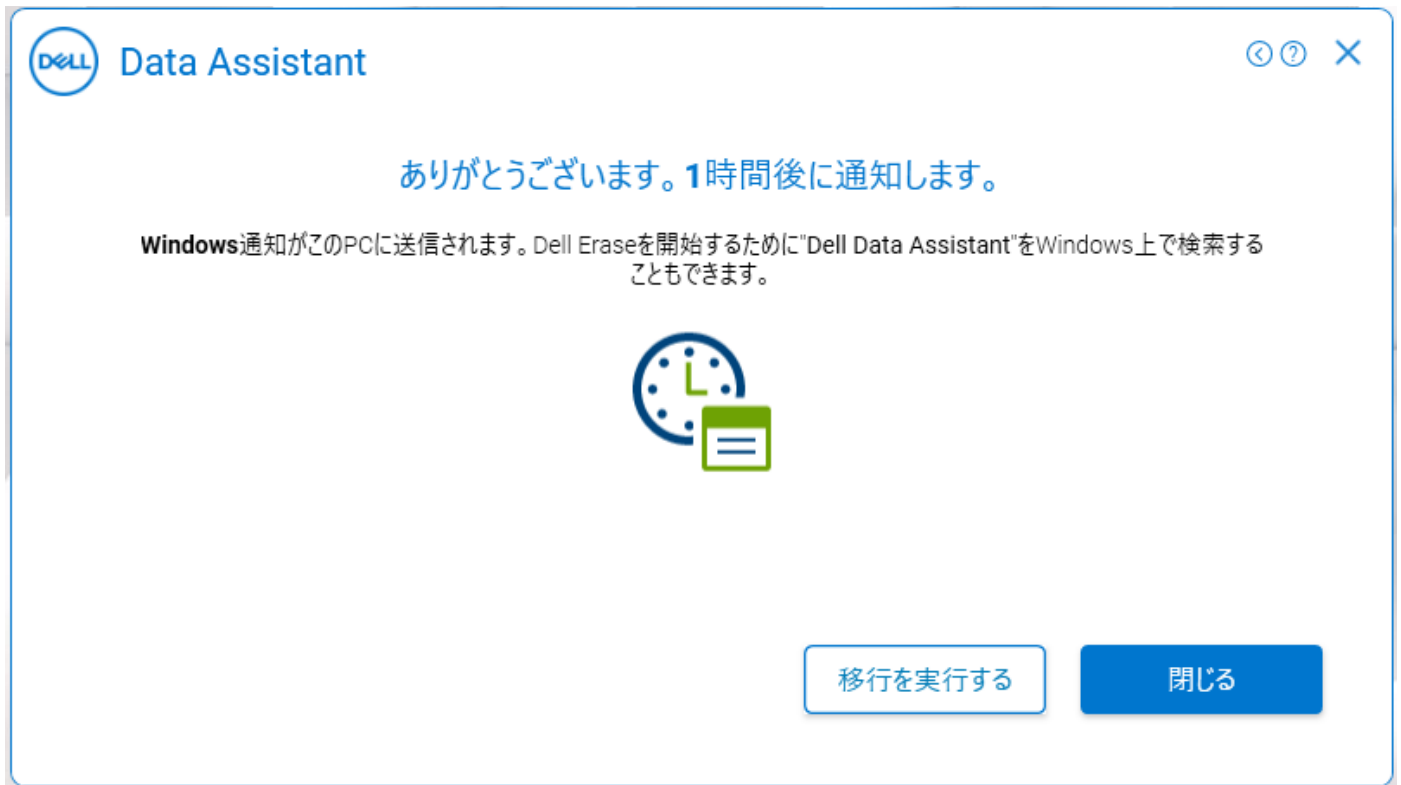 DELL Data Assistant
ありがとうございます。1時間後に通知します。
Windows通知がこのPCに送信されます。Dell Eraseを開始するために"Dell Data Assistant"をWindows上で検索する
こともできます。
移行を実行する 閉じる